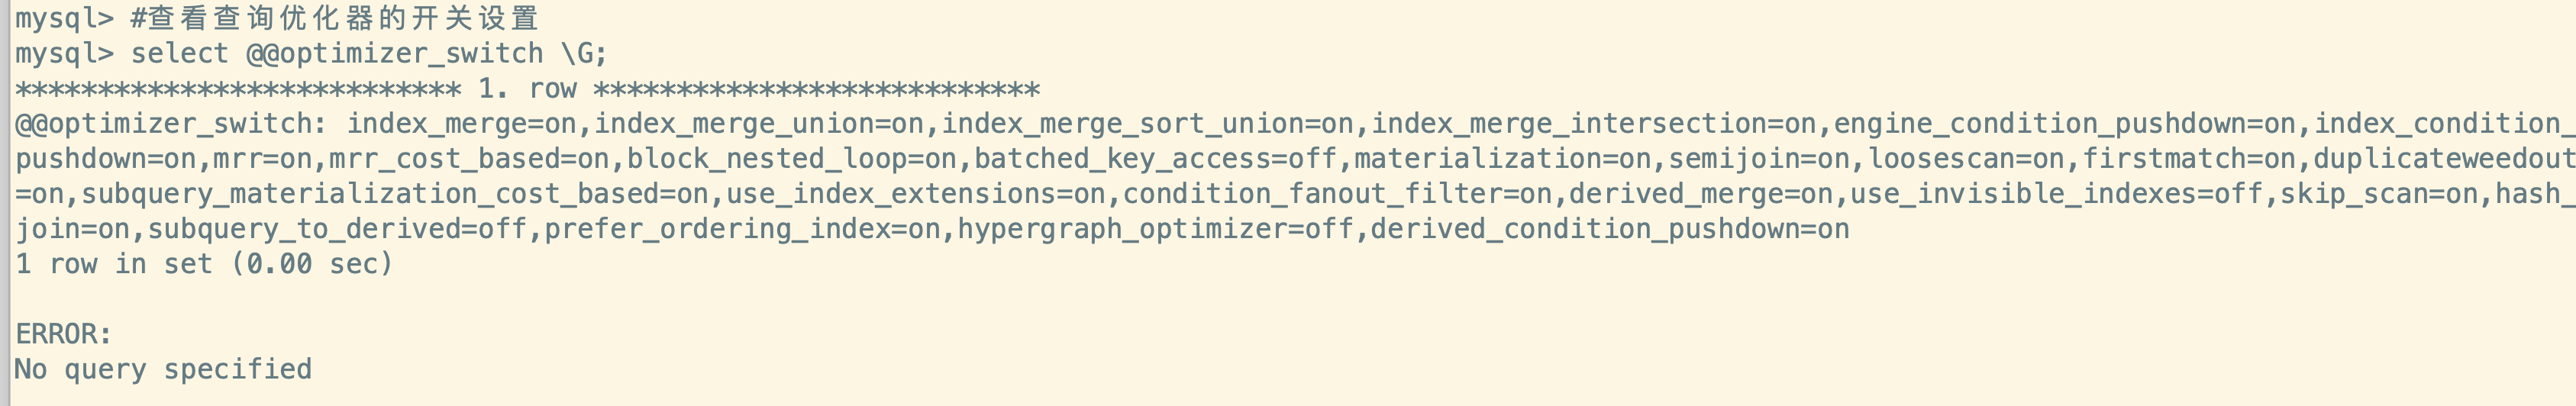 mysql> #查看查询优化器的开关设置
mysql> select @@optimizer_switch \G;
*************************** 1. row ***************************
@@optimizer_switch: index_merge=on,index_merge_union=on,index_merge_sort_union=on,index_merge_intersection=on,engine_condition_pushdown=on,index_condition_
pushdown=on,mrr=on,mrr_cost_based=on,block_nested_loop=on,batched_key_access=off,materialization=on,semijoin=on,loosescan=on,firstmatch=on,duplicateweedout
=on,subquery_materialization_cost_based=on,use_index_extensions=on,condition_fanout_filter=on,derived_merge=on,use_invisible_indexes=off,skip_scan=on,hash_
join=on,subquery_to_derived=off,prefer_ordering_index=on,hypergraph_optimizer=off,derived_condition_pushdown=on
1 row in set (0.00 sec)
ERROR:
No query specified